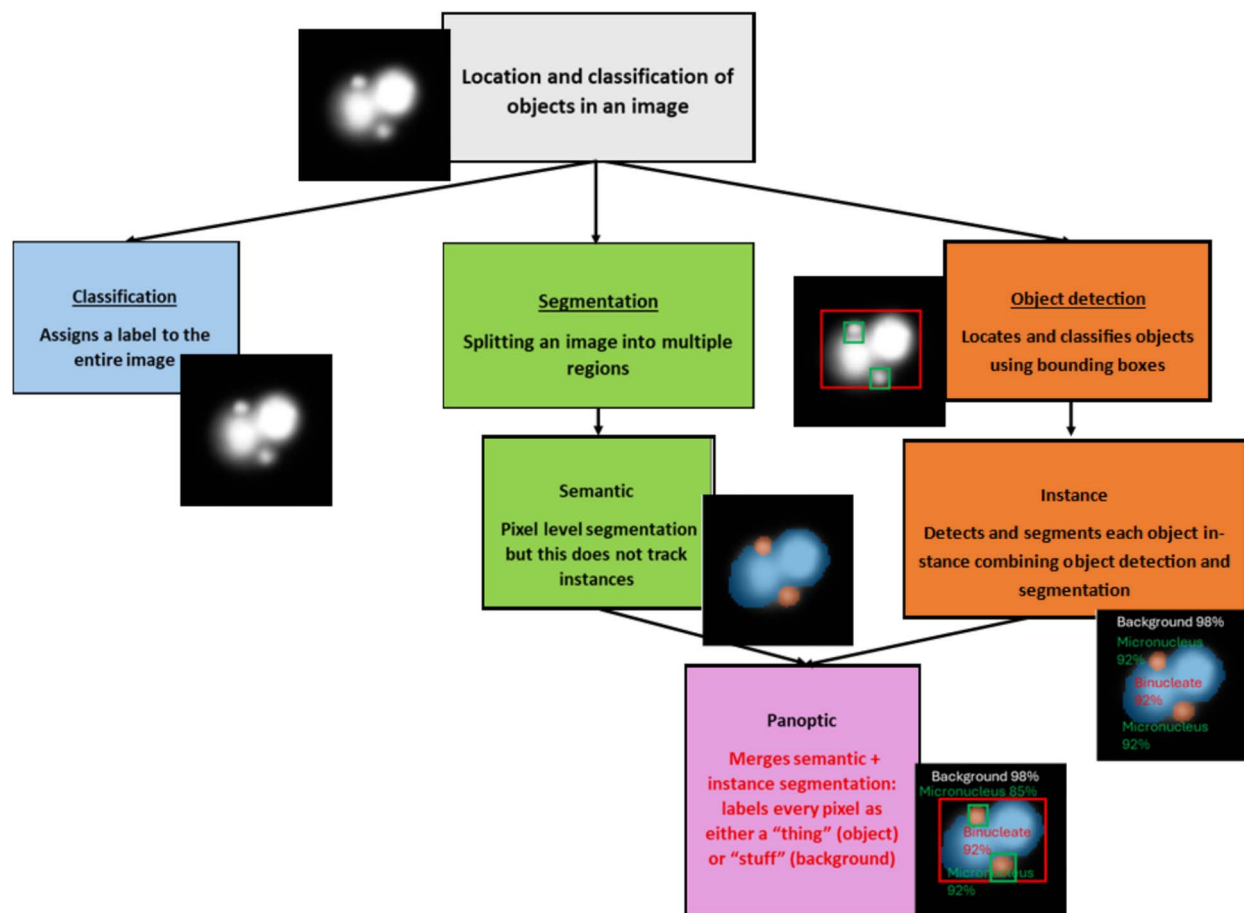 Location and classification of
objects in an image
Classification
Assigns a label to the
entire image
Segmentation
Splitting an image into multiple
regions
Object detection
Locates and classifies objects
using bounding boxes
Semantic
Pixel level segmentation
but this does not track
instances
Instance
Detects and segments each object in-
stance combining object detection and
segmentation
Background 98%
Micronucleus
92%
Binucleate
92%
Micronucleus
92%
Panoptic
Merges semantic +
instance segmentation:
labels every pixel as
either a “thing” (object)
or “stuff” (background)
Background 98%
Micronucleus 85%
Binucleate
92%
Micronucleus
92%